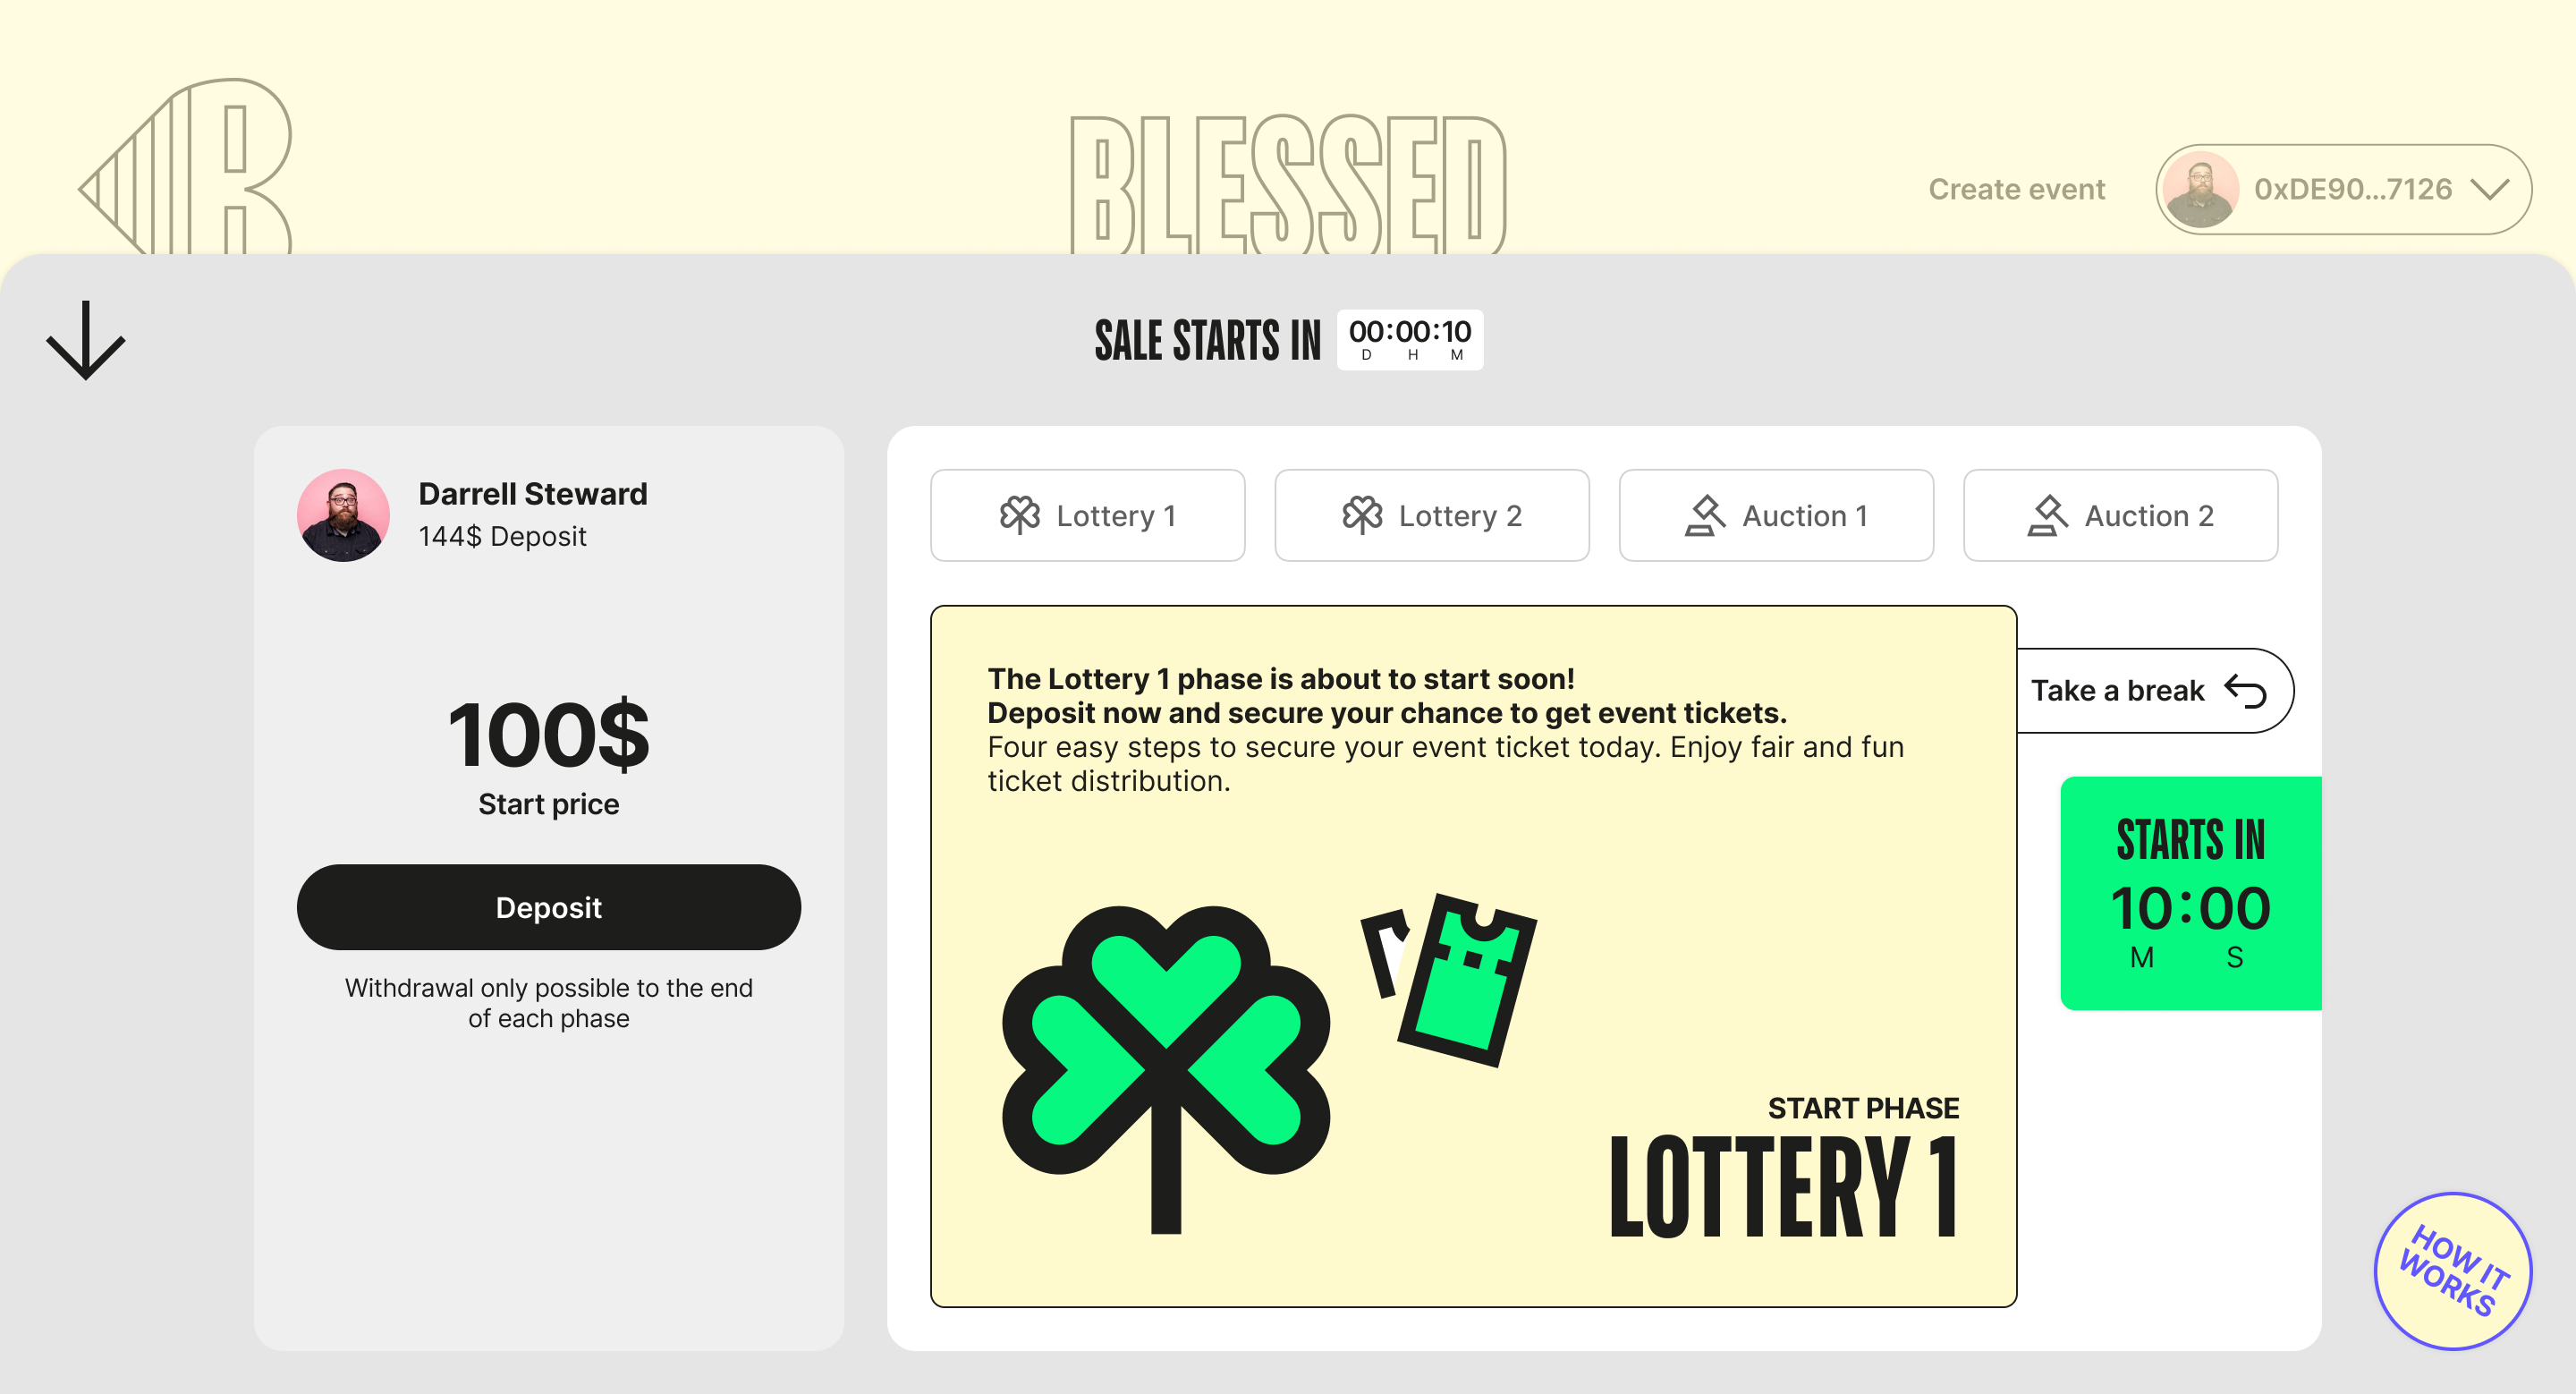 B
BLESSED
Create event
0xDE90...7126
SALE STARTS IN
00:00:10
D H M
Darrell Steward
144$ Deposit
100$
Start price
Deposit
Withdrawal only possible to the end
of each phase
Lottery 1
Lottery 2
Auction 1
Auction 2
The Lottery 1 phase is about to start soon!
Deposit now and secure your chance to get event tickets.
Four easy steps to secure your event ticket today. Enjoy fair and fun
ticket distribution.
START PHASE
LOTTERY 1
Take a break
STARTS IN
10:00
M S
HOW IT
WORKS